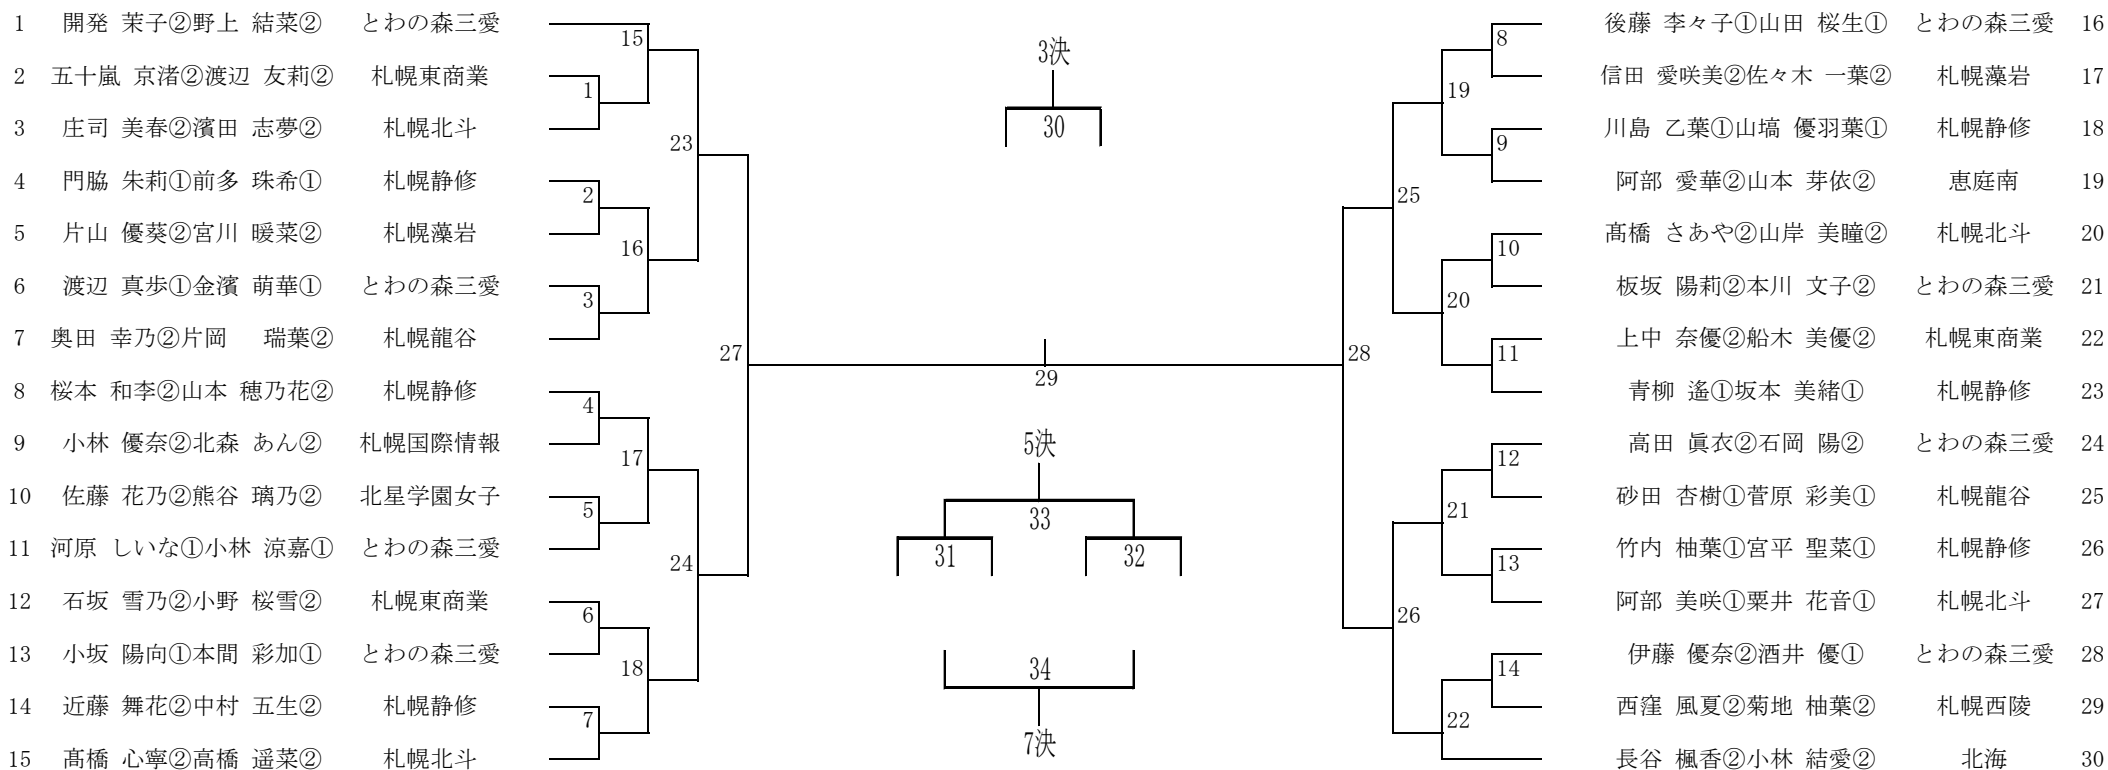 1 開発 茉子②野上 結菜② とわの森三愛
2 五十嵐 京渚②渡辺 友莉② 札幌東商業
3 庄司 美春②濱田 志夢② 札幌北斗
4 門脇 朱莉①前多 珠希① 札幌静修
5 片山 優葵②宮川 暖菜② 札幌藻岩
6 渡辺 真歩①金濱 萌華① とわの森三愛
7 奥田 幸乃②片岡 瑞葉② 札幌龍谷
8 桜本 和李②山本 穂乃花② 札幌静修
9 小林 優奈②北森 あん② 札幌国際情報
10 佐藤 花乃②熊谷 璃乃② 北星学園女子
11 河原 しいな①小林 涼嘉① とわの森三愛
12 石坂 雪乃②小野 桜雪② 札幌東商業
13 小坂 陽向①本間 彩加① とわの森三愛
14 近藤 舞花②中村 五生② 札幌静修
15 髙橋 心寧②高橋 遥菜② 札幌北斗
15
1
23
2
16
3
27
4
17
5
24
6
18
7
3決
30
29
5決
33
31 32
34
7決
8
19
9
25
10
20
11
28
12
21
13
26
14
22
後藤 李々子①山田 桜生① とわの森三愛 16
信田 愛咲美②佐々木 一葉② 札幌藻岩 17
川島 乙葉①山塙 優羽葉① 札幌静修 18
阿部 愛華②山本 芽依② 恵庭南 19
髙橋 さあや②山岸 美瞳② 札幌北斗 20
板坂 陽莉②本川 文子② とわの森三愛 21
上中 奈優②船木 美優② 札幌東商業 22
青柳 遙①坂本 美緒① 札幌静修 23
高田 眞衣②石岡 陽② とわの森三愛 24
砂田 杏樹①菅原 彩美① 札幌龍谷 25
竹内 柚葉①宮平 聖菜① 札幌静修 26
阿部 美咲①粟井 花音① 札幌北斗 27
伊藤 優奈②酒井 優① とわの森三愛 28
西窪 風夏②菊地 柚葉② 札幌西陵 29
長谷 楓香②小林 結愛② 北海 30